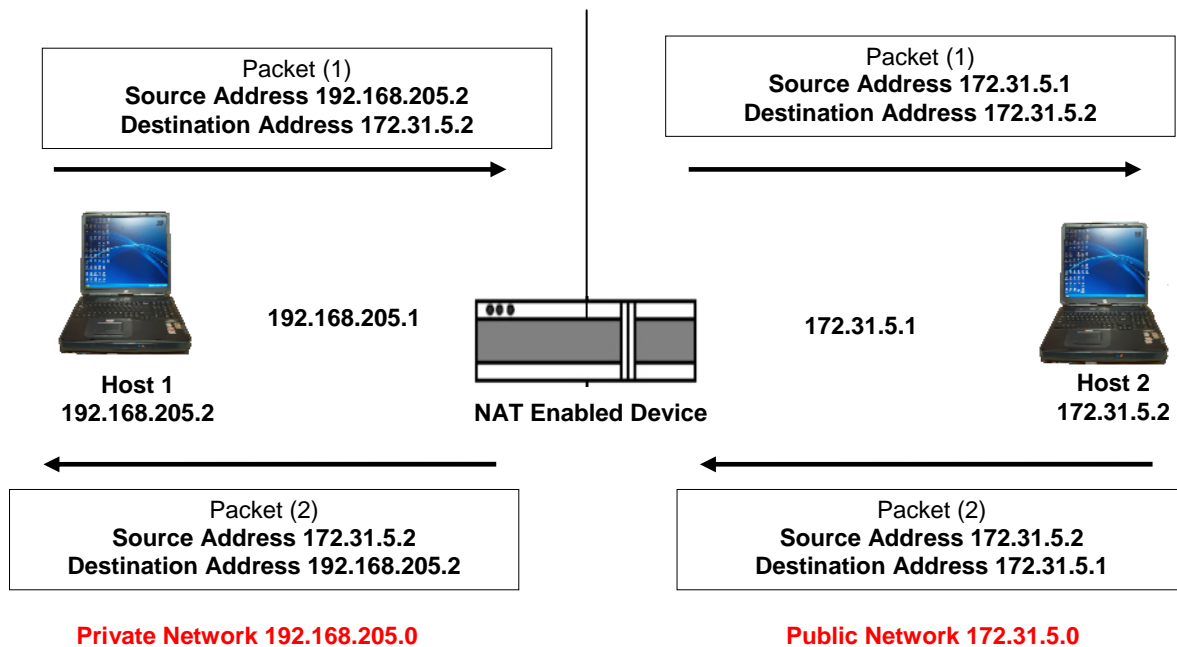 Packet (1)
Source Address 192.168.205.2
Destination Address 172.31.5.2
Packet (1)
Source Address 172.31.5.1
Destination Address 172.31.5.2
192.168.205.1
172.31.5.1
Host 1
192.168.205.2
NAT Enabled Device
Host 2
172.31.5.2
Packet (2)
Source Address 172.31.5.2
Destination Address 192.168.205.2
Packet (2)
Source Address 172.31.5.2
Destination Address 172.31.5.1
Private Network 192.168.205.0
Public Network 172.31.5.0